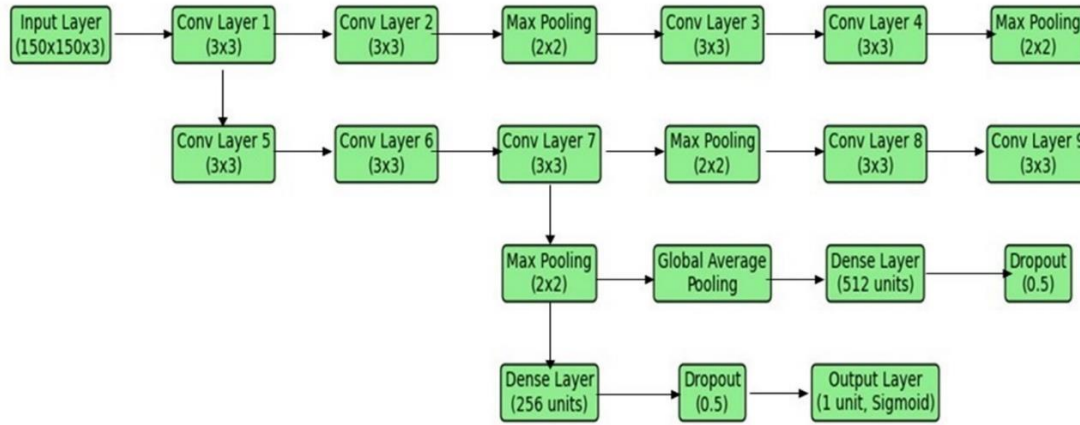 Input Layer
(150x150x3)
Conv Layer 1
(3x3)
Conv Layer 2
(3x3)
Max Pooling
(2x2)
Conv Layer 3
(3x3)
Conv Layer 4
(3x3)
Max Pooling
(2x2)
Conv Layer 5
(3x3)
Conv Layer 6
(3x3)
Conv Layer 7
(3x3)
Max Pooling
(2x2)
Conv Layer 8
(3x3)
Conv Layer 9
(3x3)
Max Pooling
(2x2)
Global Average
Pooling
Dense Layer
(512 units)
Dropout
(0.5)
Dense Layer
(256 units)
Dropout
(0.5)
Output Layer
(1 unit, Sigmoid)